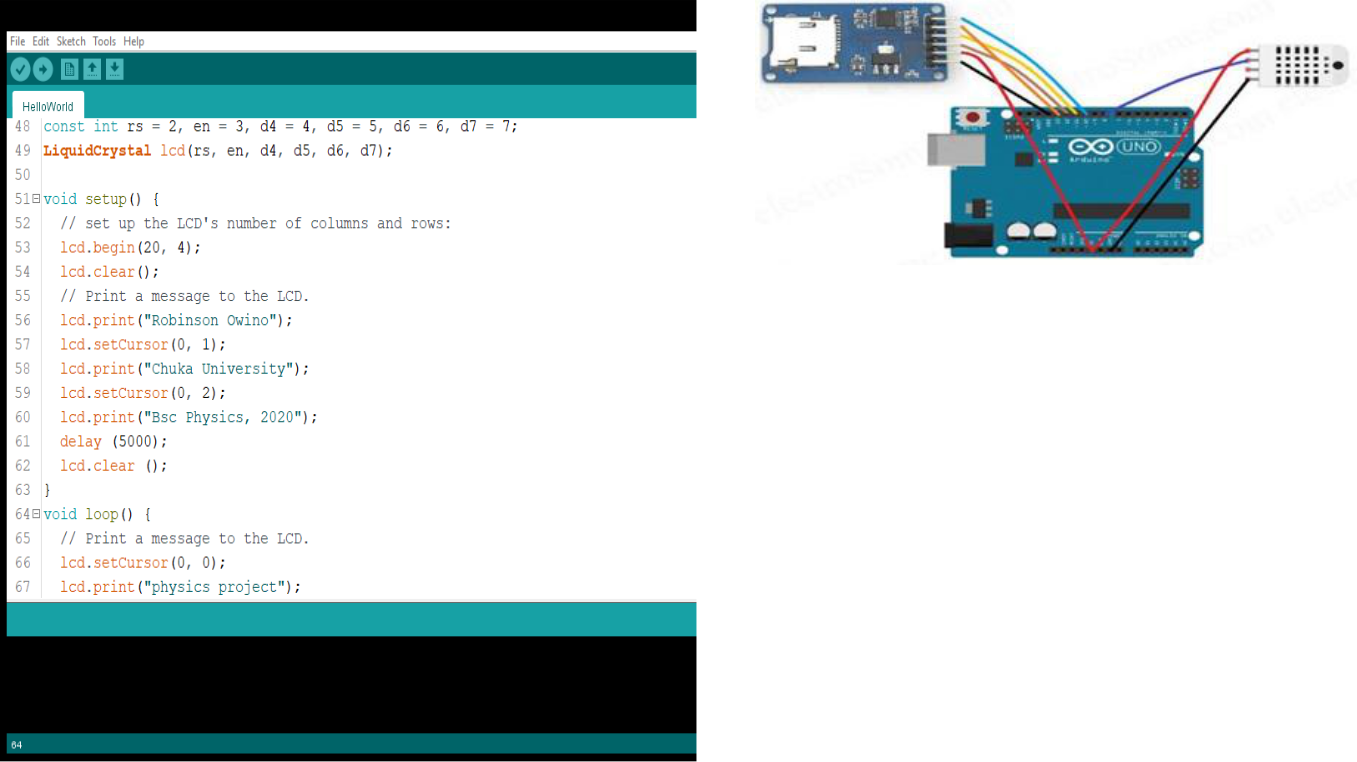 File Edit Sketch Tools Help
HelloWorld
48 const int rs = 2, en = 3, d4 = 4, d5 = 5, d6 = 6, d7 = 7;
49 LiquidCrystal lcd(rs, en, d4, d5, d6, d7);
50
51 void setup() {
52 // set up the LCD's number of columns and rows:
53 lcd.begin(20, 4);
54 lcd.clear();
55 // Print a message to the LCD.
56 lcd.print("Robinson Owino");
57 lcd.setCursor(0, 1);
58 lcd.print("Chuka University");
59 lcd.setCursor(0, 2);
60 lcd.print("Bsc Physics, 2020");
61 delay (5000);
62 lcd.clear ();
63 }
64 void loop() {
65 // Print a message to the LCD.
66 lcd.setCursor(0, 0);
67 lcd.print("physics project");
64
UNO
Arduino